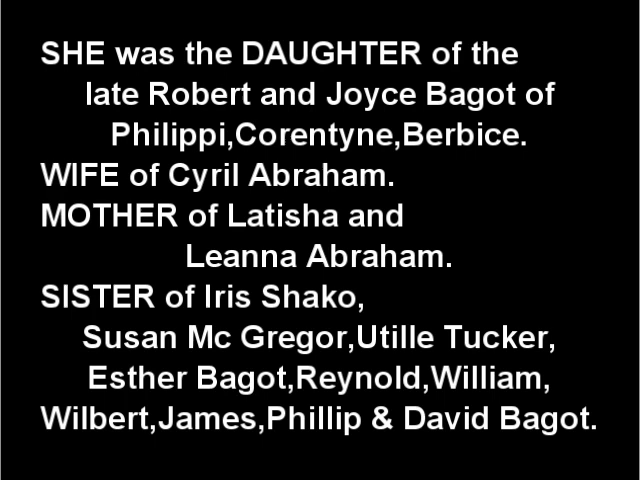 SHE was the DAUGHTER of the
late Robert and Joyce Bagot of
Philippi,Corentyne,Berbice.
WIFE of Cyril Abraham.
MOTHER of Latisha and
Leanna Abraham.
SISTER of Iris Shako,
Susan Mc Gregor,Utille Tucker,
Esther Bagot,Reynold,William,
Wilbert,James,Phillip & David Bagot.